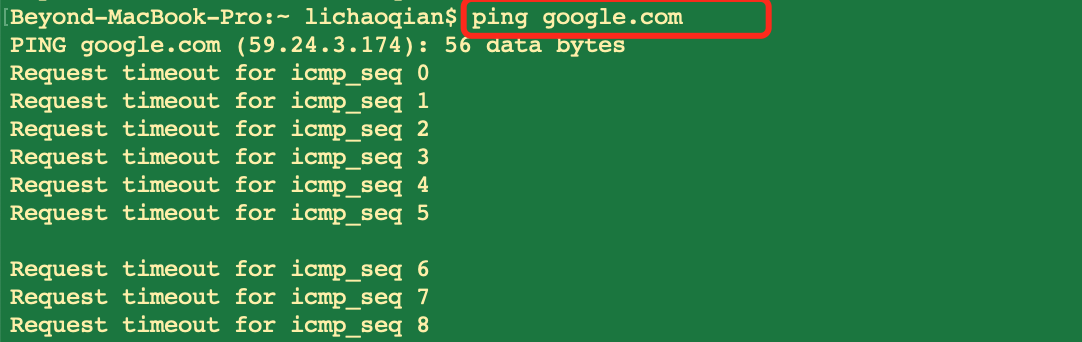 [Beyond-MacBook-Pro:~ lichaoqian$ ping google.com
PING google.com (59.24.3.174): 56 data bytes
Request timeout for icmp_seq 0
Request timeout for icmp_seq 1
Request timeout for icmp_seq 2
Request timeout for icmp_seq 3
Request timeout for icmp_seq 4
Request timeout for icmp_seq 5
Request timeout for icmp_seq 6
Request timeout for icmp_seq 7
Request timeout for icmp_seq 8